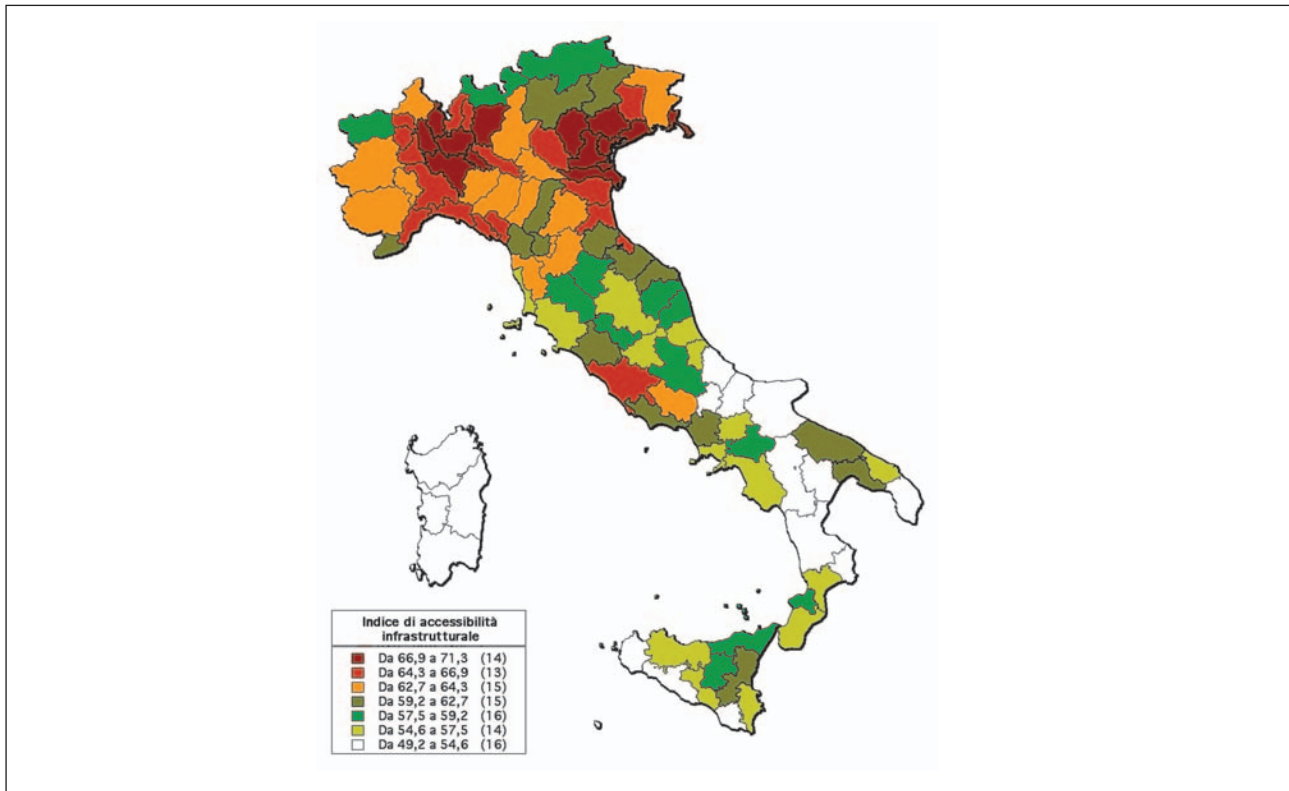 Indice di accessibilità
infrastrutturale
Da 66,9 a 71,3 (14)
Da 64,3 a 66,9 (13)
Da 62,7 a 64,3 (15)
Da 59,2 a 62,7 (15)
Da 57,5 a 59,2 (16)
Da 54,6 a 57,5 (14)
Da 49,2 a 54,6 (16)